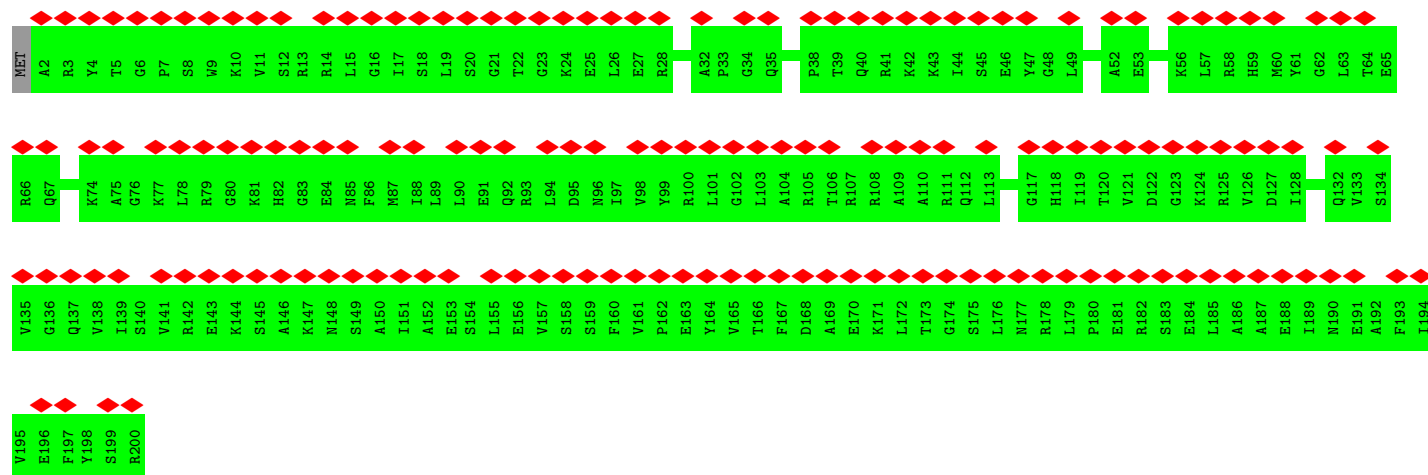 MET A2 R3 Y4 T5 G6 P7 S8 W9 K10 V11 S12 R13 R14 L15 G16 I17 S18 L19 S20 G21 T22 G23 K24 E25 L26 E27 R28 A32 P33 G34 Q35 P38 T39 Q40 R41 K42 K43 I44 S45 E46 Y47 G48 L49 A52 E53 K56 L57 R58 H59 M60 Y61 G62 L63 T64 E65
R66 Q67 K74 A75 G76 K77 L78 R79 G80 K81 H82 G83 E84 N85 F86 M87 I88 L89 L90 E91 Q92 R93 L94 D95 N96 I97 V98 Y99 R100 L101 G102 L103 A104 R105 T106 R107 R108 A109 A110 R111 Q112 L113 G117 H118 I119 T120 V121 D122 G123 K124 R125 V126 D127 I128 Q132 V133 S134
V135 G136 Q137 V138 I139 S140 V141 R142 E143 K144 S145 A146 K147 N148 S149 A150 I151 A152 E153 S154 L155 E156 V157 S158 S159 F160 V161 P162 E163 Y164 V165 T166 F167 D168 A169 E170 K171 L172 T173 G174 S175 L176 N177 R178 L179 P180 E181 R182 S183 E184 L185 A186 A187 E188 I189 N190 E191 A192 F193 I194
V195 E196 F197 Y198 S199 R200